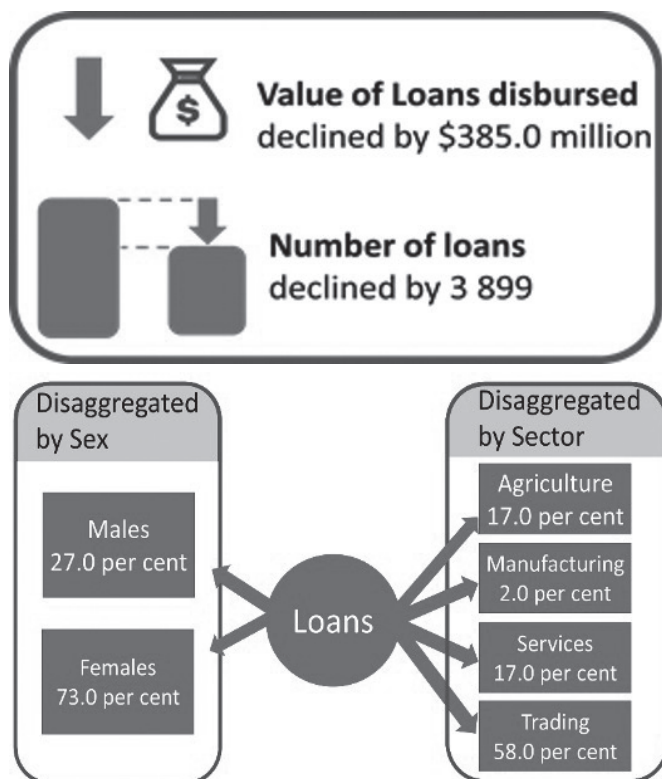 $
Value of Loans disbursed
declined by $385.0 million
Number of loans
declined by 3 899
Disaggregated
by Sex
Males
27.0 per cent
Females
73.0 per cent
Loans
Disaggregated
by Sector
Agriculture
17.0 per cent
Manufacturing
2.0 per cent
Services
17.0 per cent
Trading
58.0 per cent